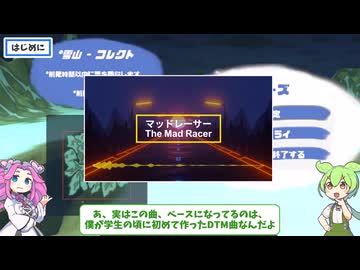 はじめに
*雪山 - コレクト
ーズ
マッドレーサー
The Mad Racer
ライ
終了する
あ、実はこの曲、ベースになってるのは、
僕が学生の頃に初めて作ったDTM曲なんだよ